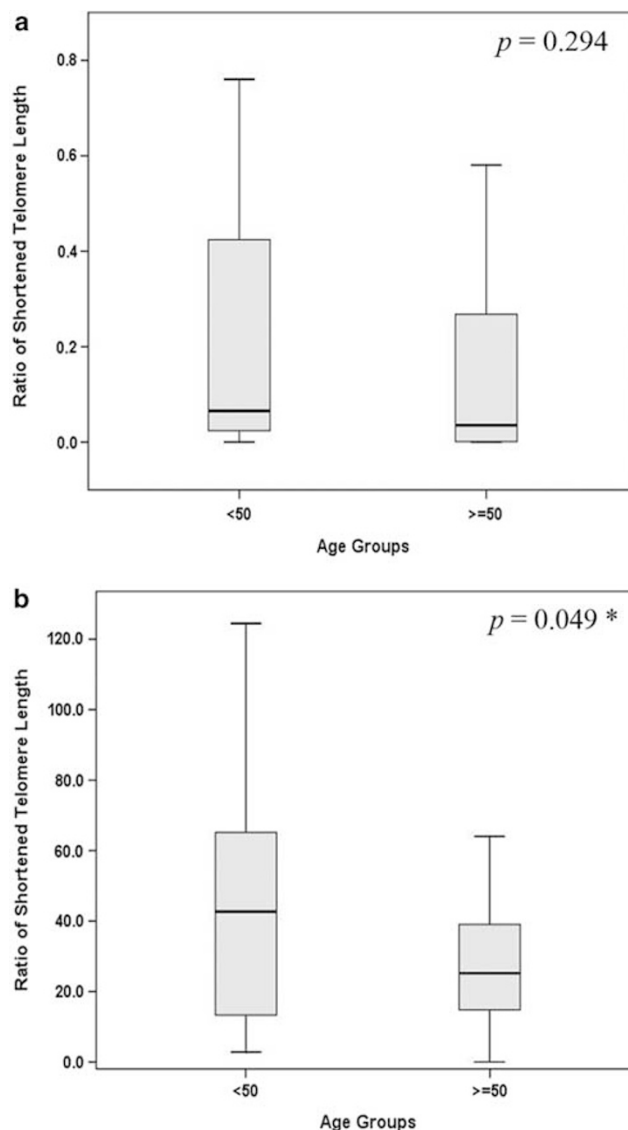 a
p = 0.294
Ratio of Shortened Telomere Length
0.8
0.6
0.4
0.2
0.0
<50 >=50
Age Groups
b
p = 0.049 *
Ratio of Shortened Telomere Length
120.0
100.0
80.0
60.0
40.0
20.0
0.0
<50 >=50
Age Groups